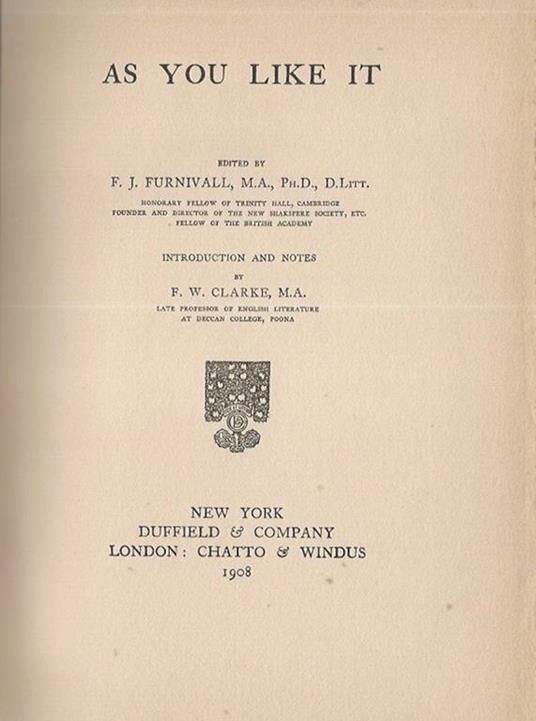 AS YOU LIKE IT
EDITED BY
F. J. FURNIVALL, M.A., PH.D., D.LITT.
HONORARY FELLOW OF TRINITY HALL, CAMBRIDGE
FOUNDER AND DIRECTOR OF THE NEW SHAKSPERE SOCIETY, ETC.
FELLOW OF THE BRITISH ACADEMY
INTRODUCTION AND NOTES
BY
F. W. CLARKE, M.A.
LATE PROFESSOR OF ENGLISH LITERATURE
AT DECCAN COLLEGE, POONA
NEW YORK
DUFFIELD & COMPANY
LONDON: CHATTO & WINDUS
1908